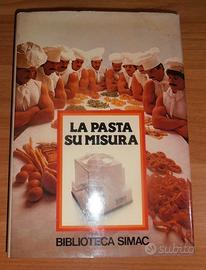 LA PASTA
SU MISURA
BIBLIOTECA SIMAC
subito